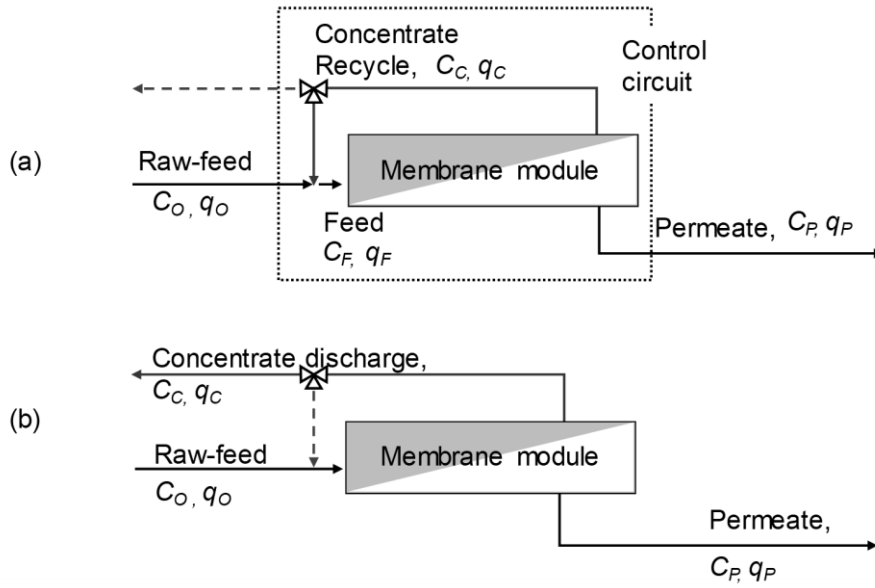 (a)
Concentrate
Recycle, C_C, q_C
Control
circuit
Raw-feed
C_O, q_O
Membrane module
Feed
C_F, q_F
Permeate, C_P, q_P
(b)
Concentrate discharge,
C_C, q_C
Raw-feed
C_O, q_O
Membrane module
Permeate,
C_P, q_P